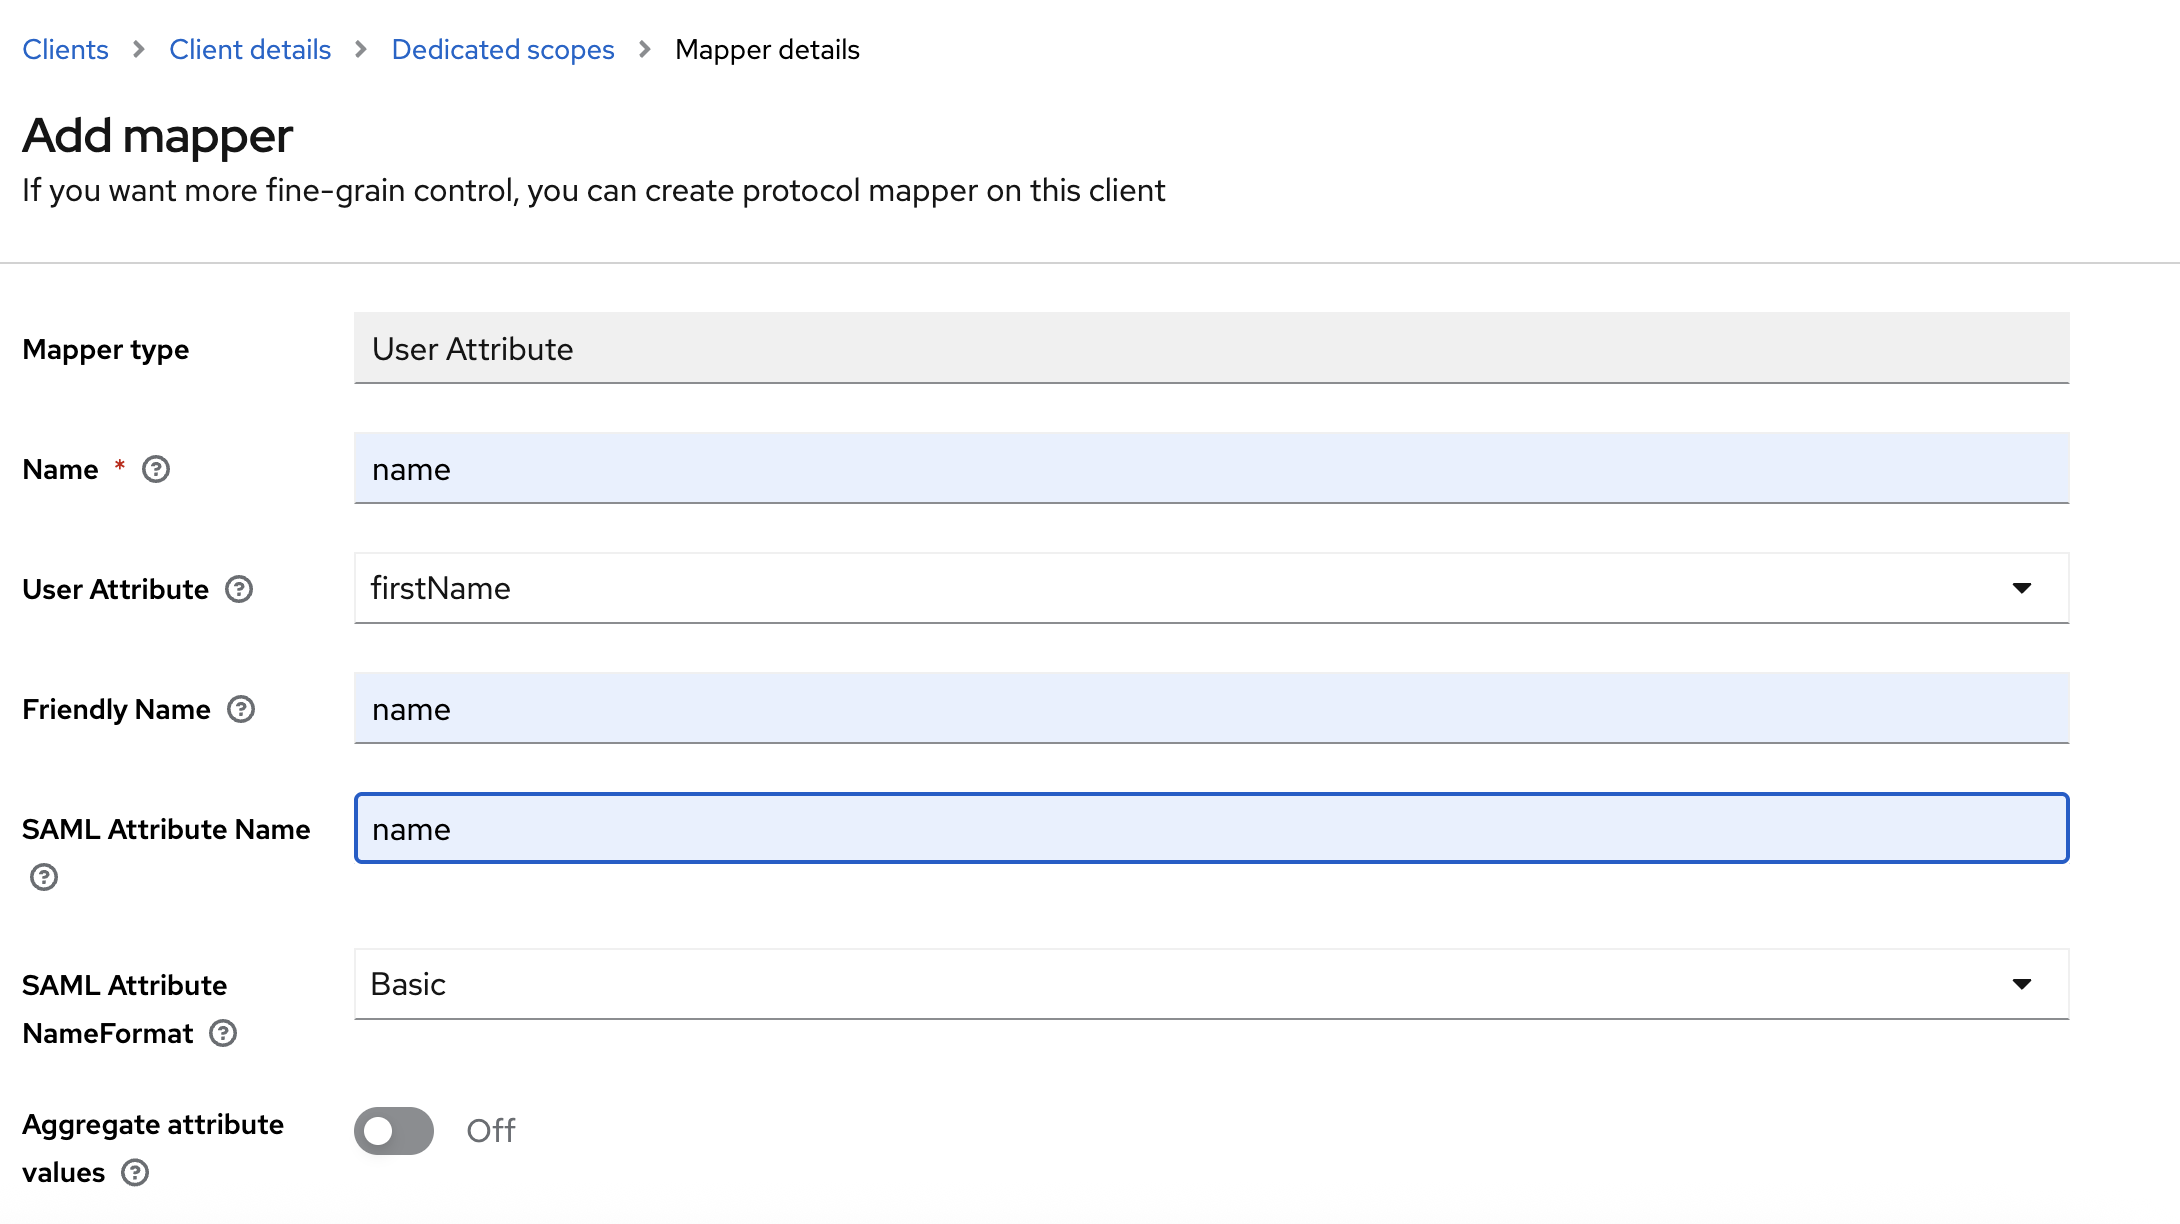 Clients > Client details > Dedicated scopes > Mapper details
Add mapper
If you want more fine-grain control, you can create protocol mapper on this client
Mapper type User Attribute
Name * name
User Attribute firstName
Friendly Name name
SAML Attribute Name name
SAML Attribute Basic
NameFormat
Aggregate attribute Off
values